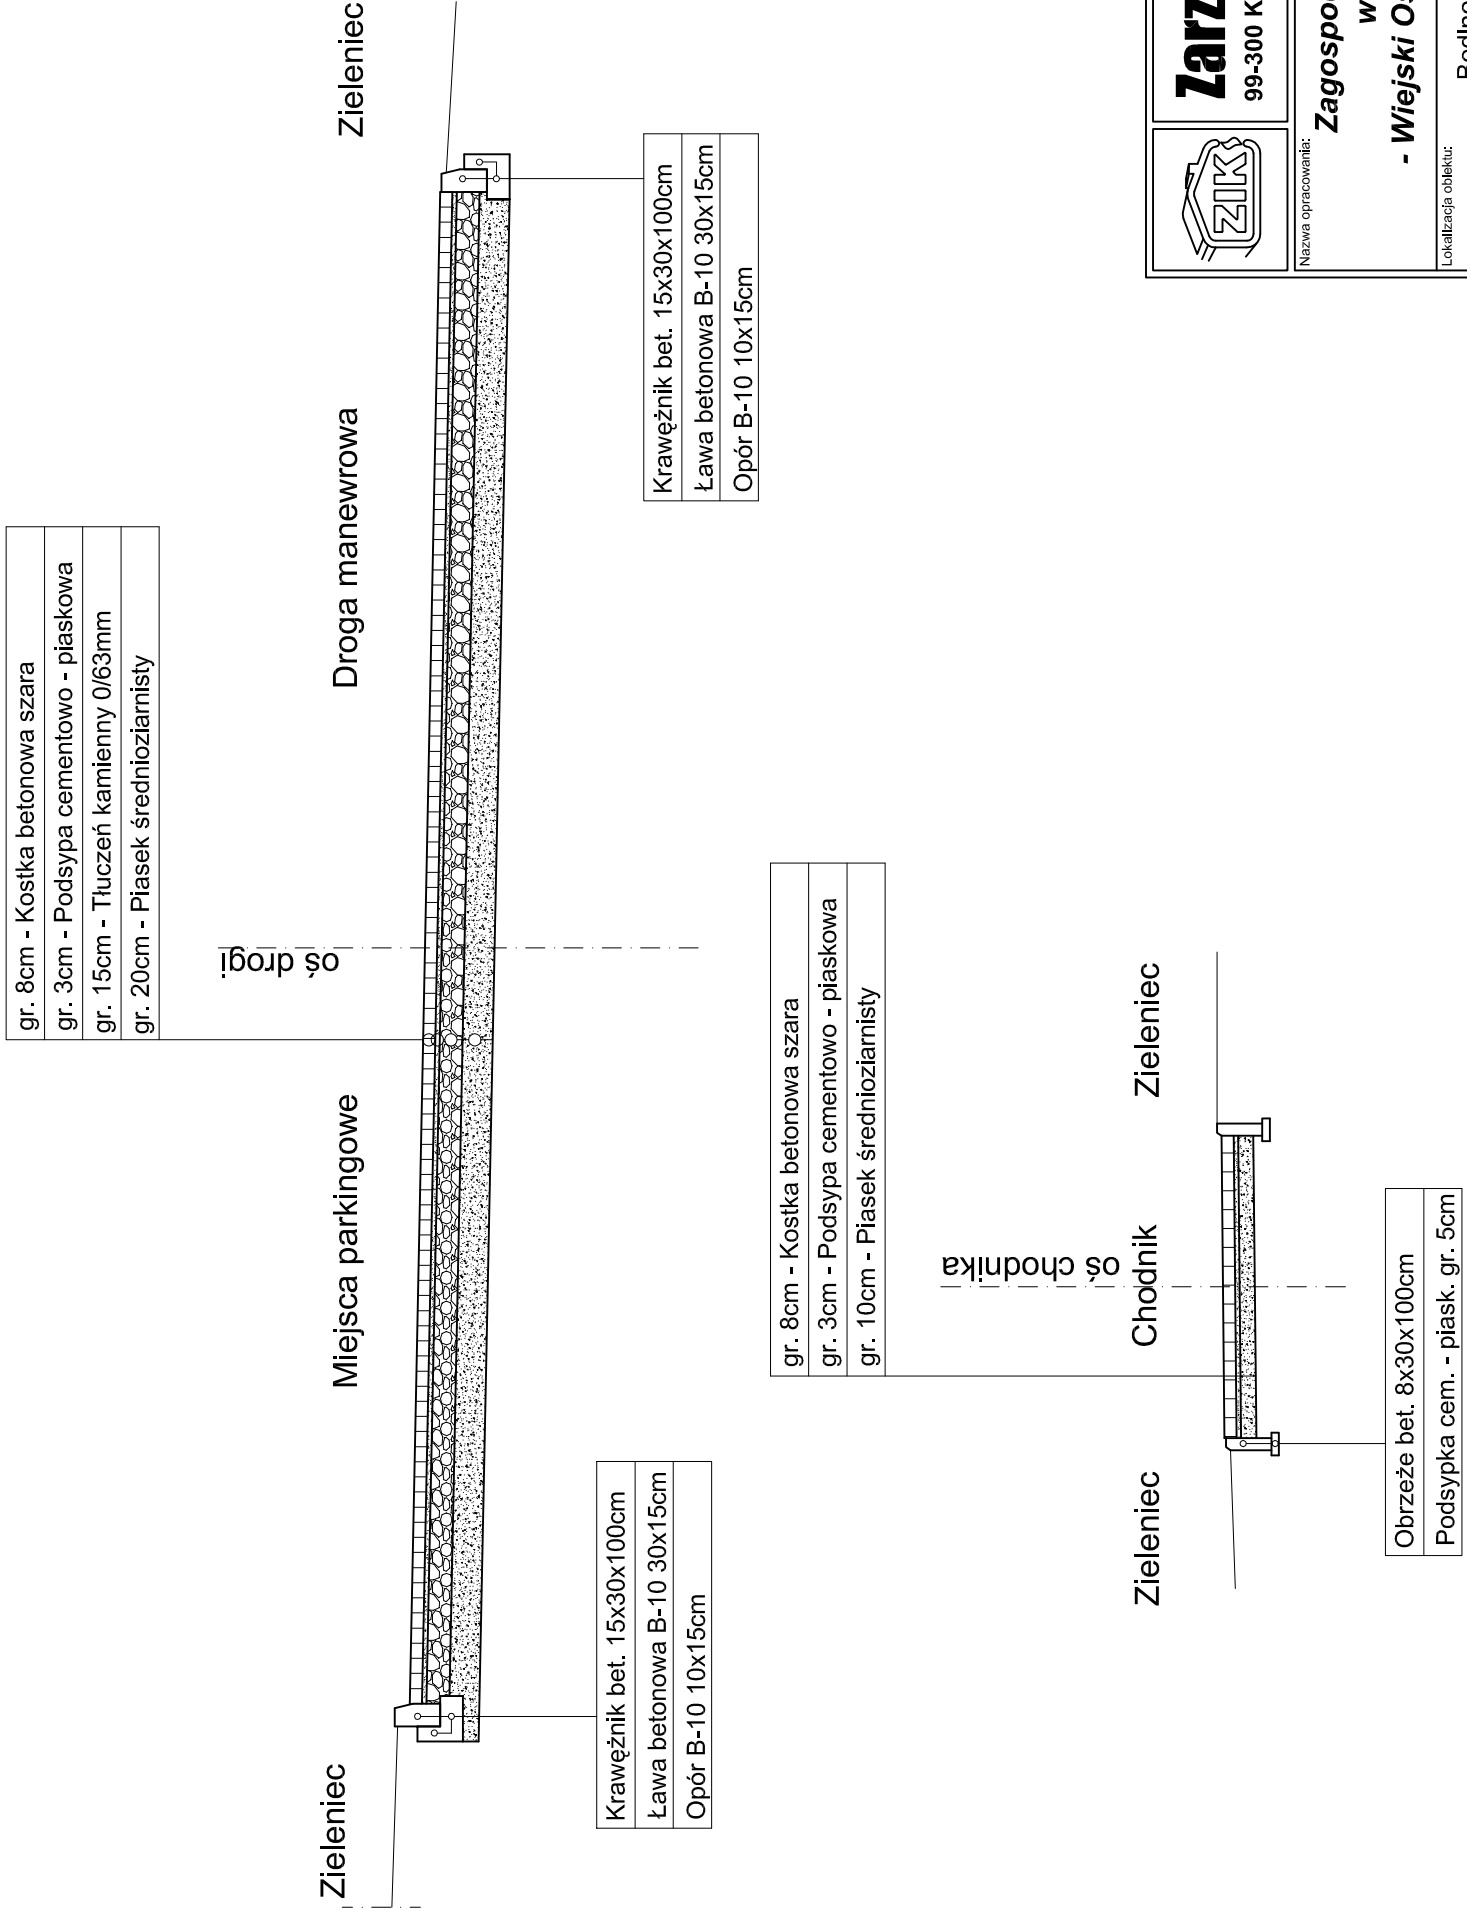 gr. 8cm - Kostka betonowa szara
gr. 3cm - Podsypa cementowo - piaskowa
gr. 15cm - Tłuczeń kamienny 0/63mm
gr. 20cm - Piasek średnioziarnisty
oś drogi
Zieleniec
Miejsca parkingowe
Droga manewrowa
Zieleniec
Krawężnik bet. 15x30x100cm
Ława betonowa B-10 30x15cm
Opór B-10 10x15cm
Krawężnik bet. 15x30x100cm
Ława betonowa B-10 30x15cm
Opór B-10 10x15cm
gr. 8cm - Kostka betonowa szara
gr. 3cm - Podsypa cementowo - piaskowa
gr. 10cm - Piasek średnioziarnisty
oś chodnika
Zieleniec
Chodnik
Zieleniec
Obrzeże bet. 8x30x100cm
Podsypka cem. - piask. gr. 5cm
ZIK
Zarz
99-300 K
Nazwa opracowania:
Zagospo
w
- Wiejski Oś
Lokalizacja obiektu: